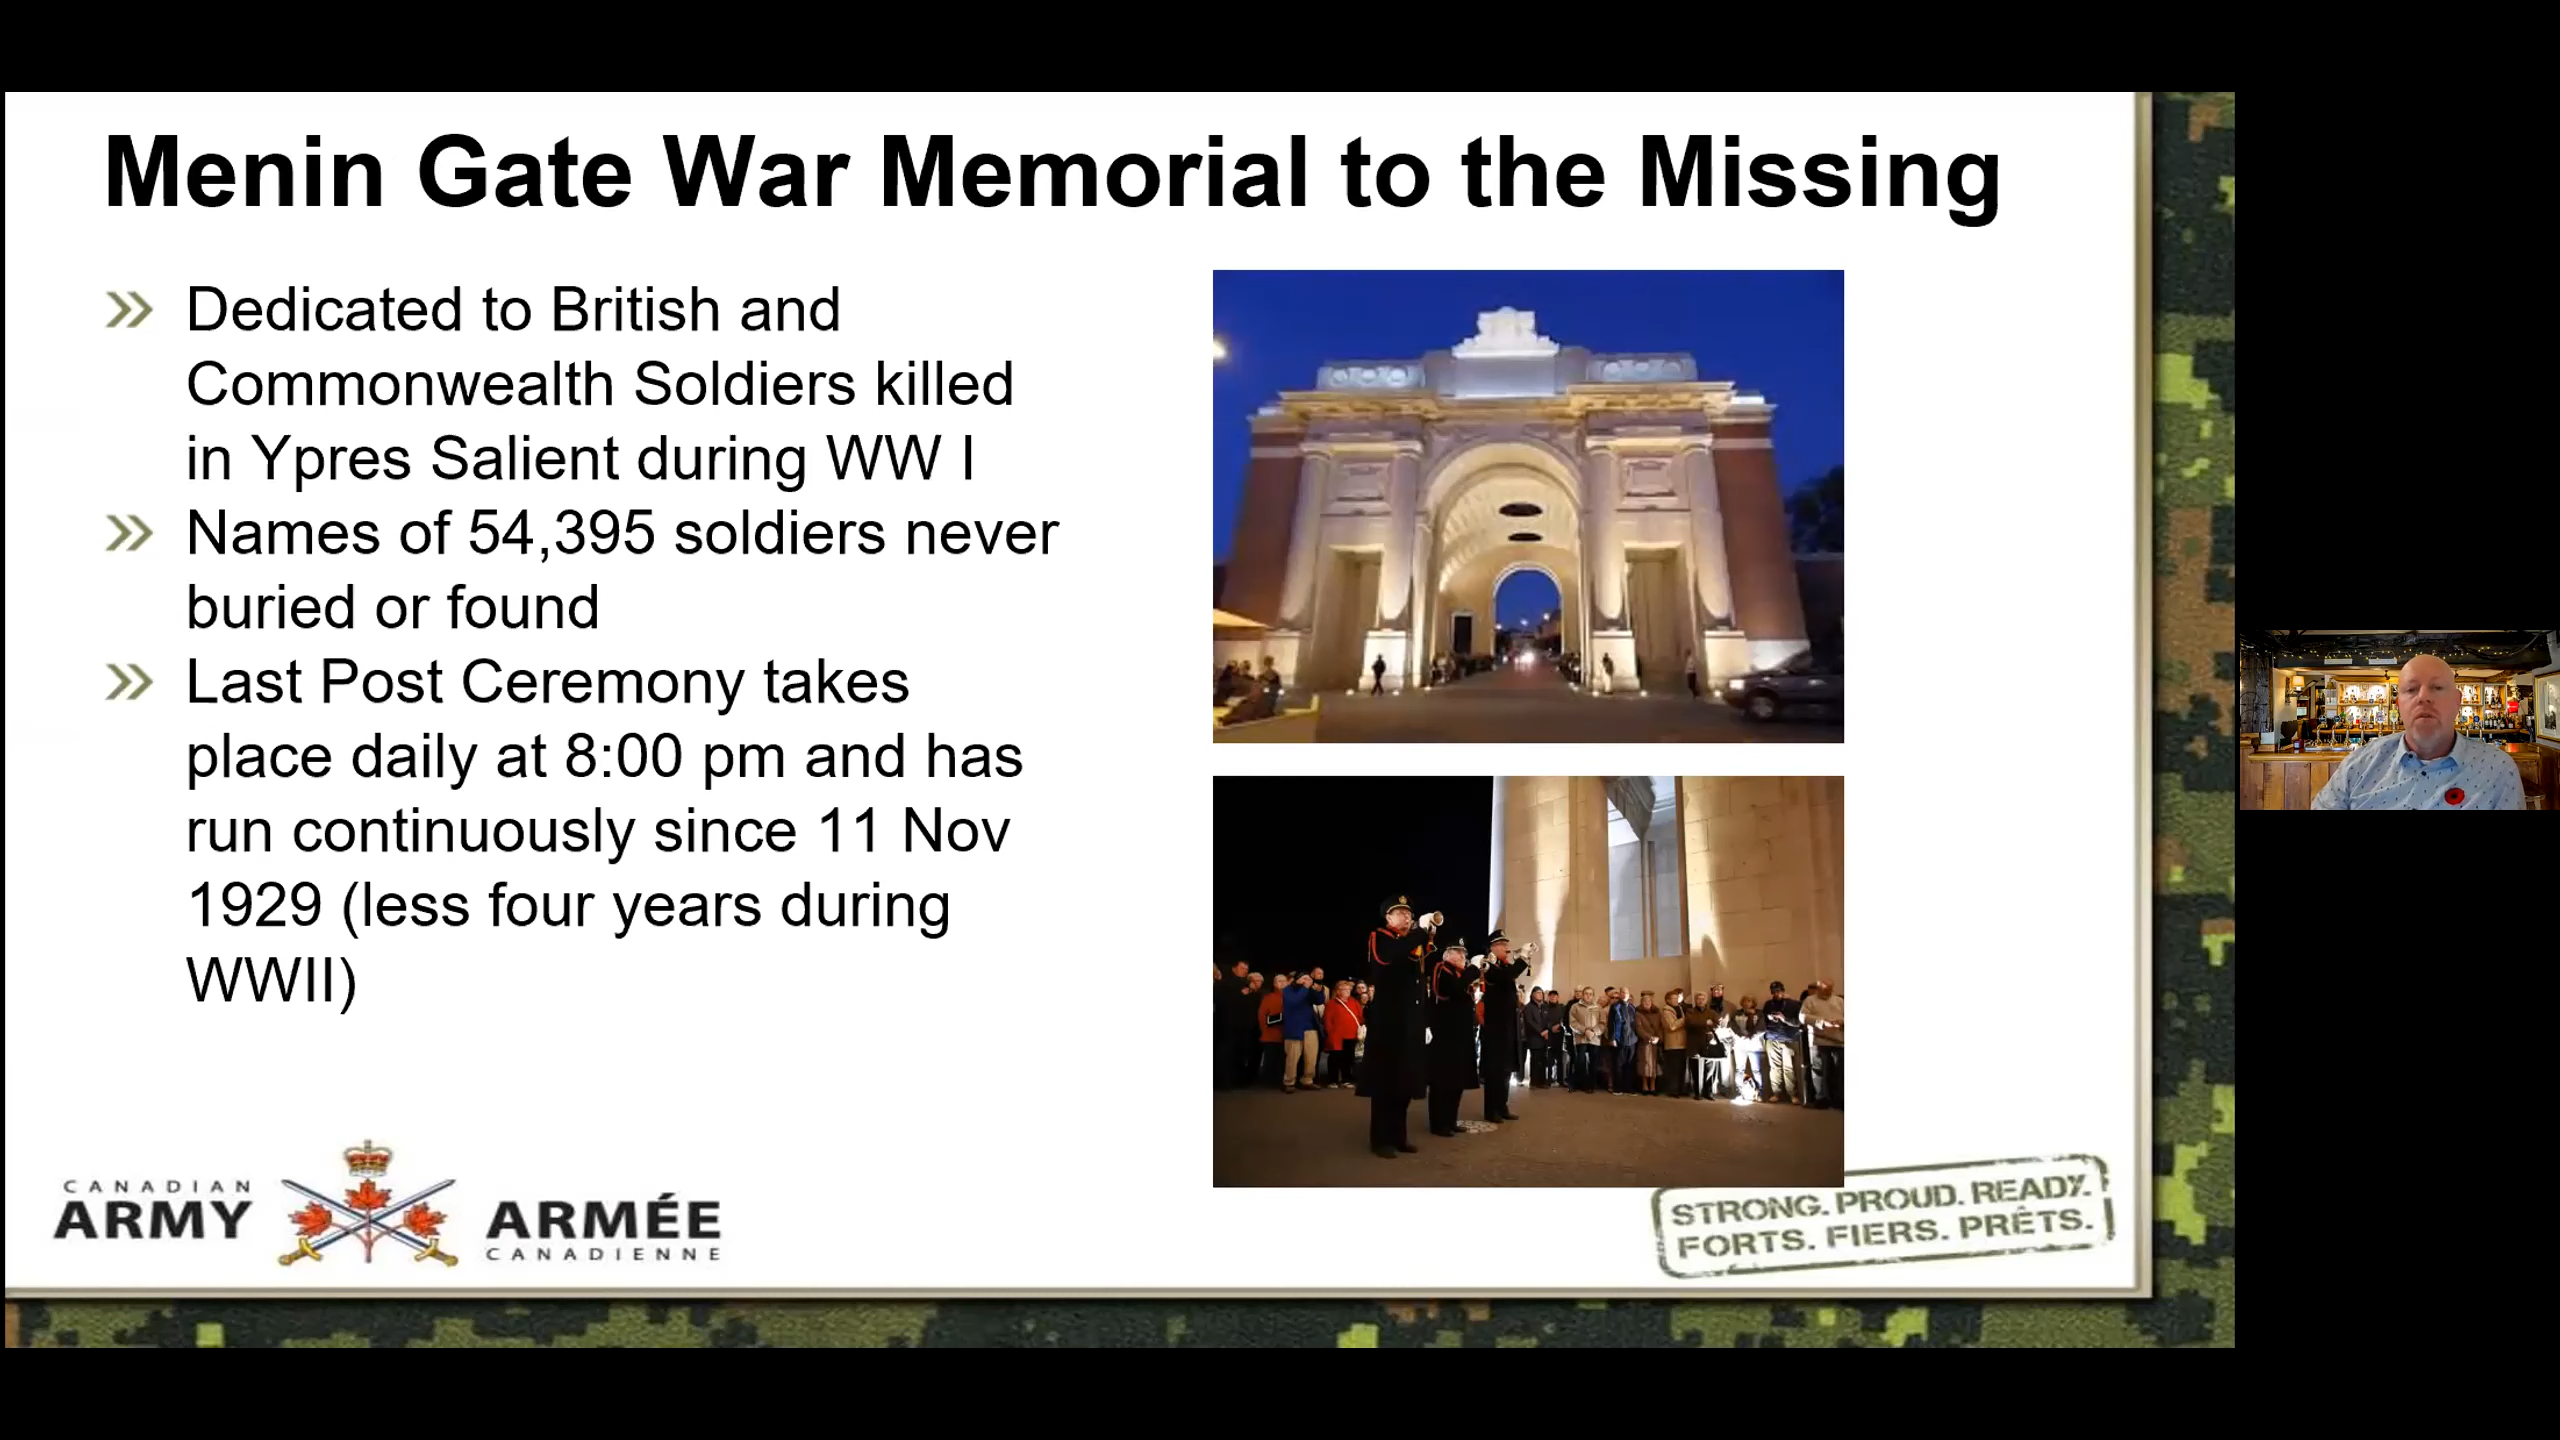 Menin Gate War Memorial to the Missing
Dedicated to British and
Commonwealth Soldiers killed
in Ypres Salient during WW I
Names of 54,395 soldiers never
buried or found
Last Post Ceremony takes
place daily at 8:00 pm and has
run continuously since 11 Nov
1929 (less four years during
WWII)
CANADIAN
ARMY
ARMÉE
CANADIENNE
STRONG. PROUD. READY.
FORTS. FIERS. PRÊTS.